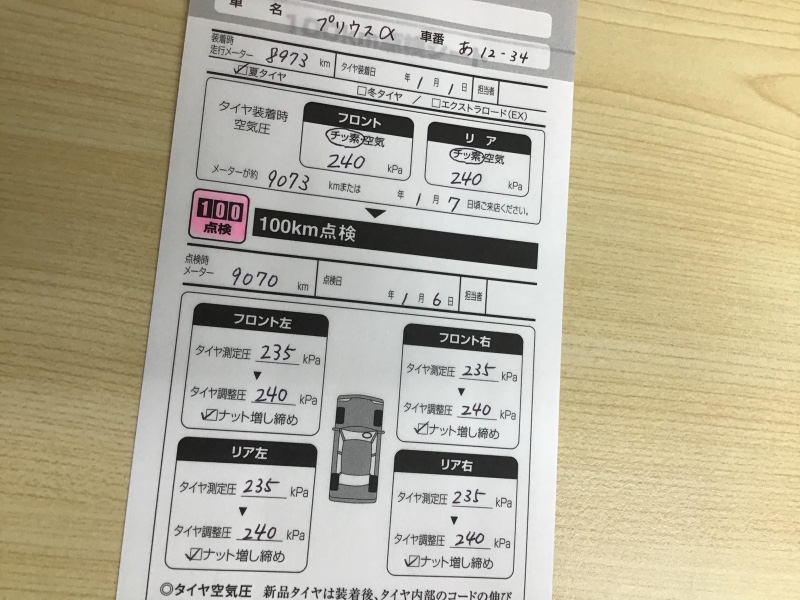 車 名 プリウスα 車番 あ12-34
装着時
走行メーター 8973 km タイヤ装着日 年 1 月 1 日 担当者
☑夏タイヤ □冬タイヤ / □エクストラロード(EX)
タイヤ装着時
空気圧
フロント
チッ素・空気
240 kPa
リ ア
チッ素・空気
240 kPa
メーターが約 9073 kmまたは 年 1 月 7 日頃ご来店ください。
100
点検
100km点検
点検時
メーター 9070 km 点検日 年 1 月 6 日 担当者
フロント左
タイヤ測定圧 235 kPa
▼
タイヤ調整圧 240 kPa
☑ナット増し締め
フロント右
タイヤ測定圧 235 kPa
▼
タイヤ調整圧 240 kPa
☑ナット増し締め
リア左
タイヤ測定圧 235 kPa
▼
タイヤ調整圧 240 kPa
☑ナット増し締め
リア右
タイヤ測定圧 235 kPa
▼
タイヤ調整圧 240 kPa
☑ナット増し締め
◎タイヤ空気圧 新品タイヤは装着後、タイヤ内部のコードの伸び